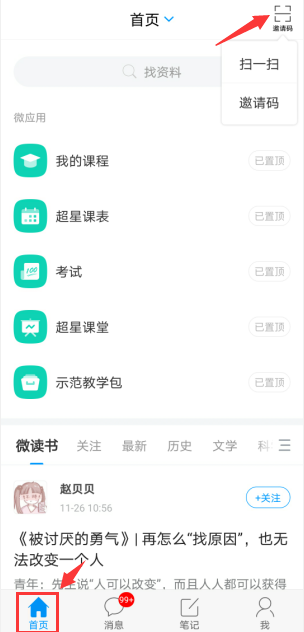 首页
邀请码
扫一扫
邀请码
找资料
微应用
我的课程
已置顶
超星课表
已置顶
考试
已置顶
超星课堂
已置顶
示范教学包
已置顶
微读书 关注 最新 历史 文学 科
赵贝贝
11-26 10:56
+关注
《被讨厌的勇气》| 再怎么“找原因”，也无
法改变一个人
青年：先生说“人可以改变”，而且人人都可以获得
首页
99+
消息
笔记
我